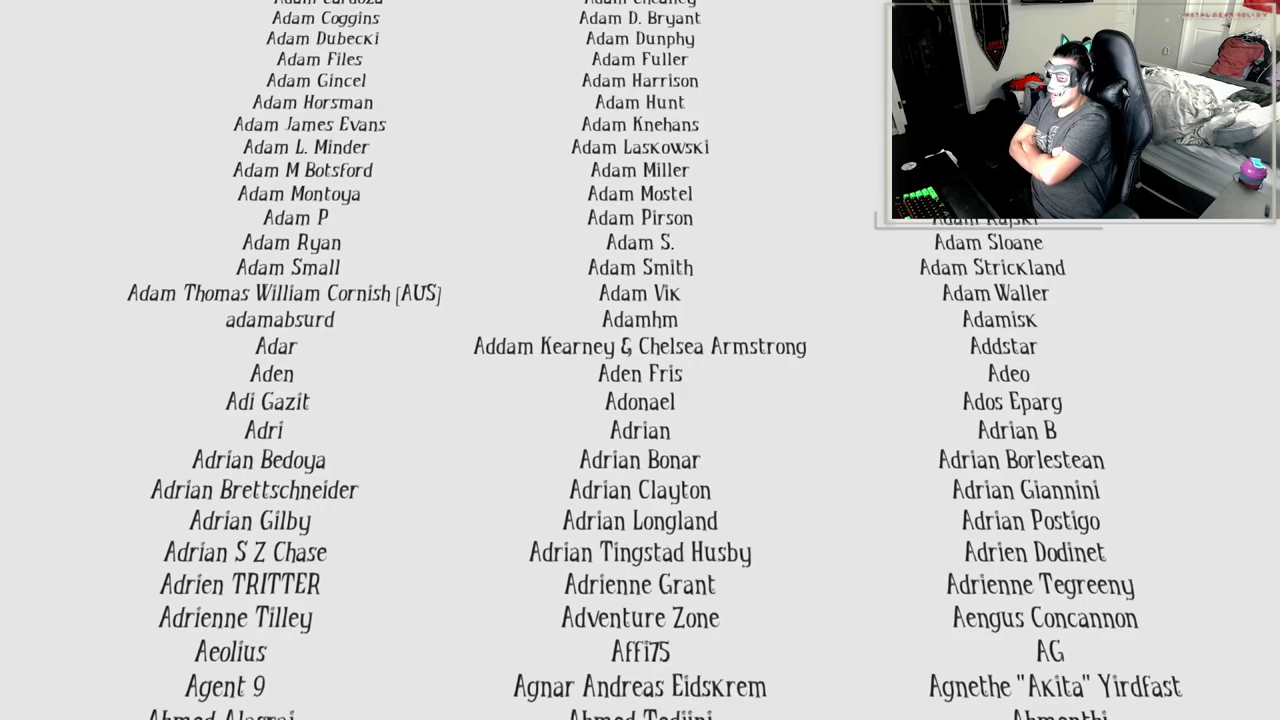 Adam Coggins Adam D. Bryant
Adam Dubecki Adam Dunphy
Adam Files Adam Fuller
Adam Gincel Adam Harrison
Adam Horsman Adam Hunt
Adam James Evans Adam Knehans
Adam L. Minder Adam Laskowski
Adam M Botsford Adam Miller
Adam Montoya Adam Mostel
Adam P Adam Pirson Adam Rajski
Adam Ryan Adam S. Adam Sloane
Adam Small Adam Smith Adam Strickland
Adam Thomas William Cornish [AUS] Adam Vik Adam Waller
adamabsurd Adamhm Adamisk
Adar Addam Kearney & Chelsea Armstrong Addstar
Aden Aden Fris Adeo
Adi Gazit Adonael Ados Eparg
Adri Adrian Adrian B
Adrian Bedoya Adrian Bonar Adrian Borlestean
Adrian Brettschneider Adrian Clayton Adrian Giannini
Adrian Gilby Adrian Longland Adrian Postigo
Adrian S Z Chase Adrian Tingstad Husby Adrien Dodinet
Adrien TRITTER Adrienne Grant Adrienne Tegreeny
Adrienne Tilley Adventure Zone Aengus Concannon
Aeolius Affi75 AG
Agent 9 Agnar Andreas Eidskrem Agnethe "Akita" Yirdfast